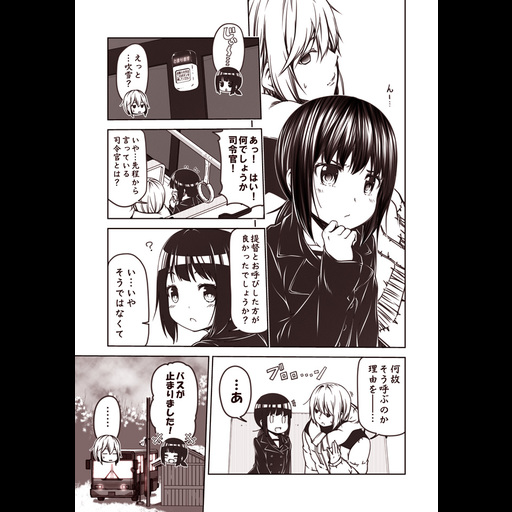 んー…
じぃ〜…
えっと
…吹雪？
あっ！　はい！
何でしょうか
司令官！
いや…先程から
言っている
司令官とは？
提督とお呼びした方が
良かったでしょうか？
？
い…いや
そうではなくて
何故
そう呼ぶのか
理由を――…
ブロロ…ン
…あ
バスが
止まりました！
……